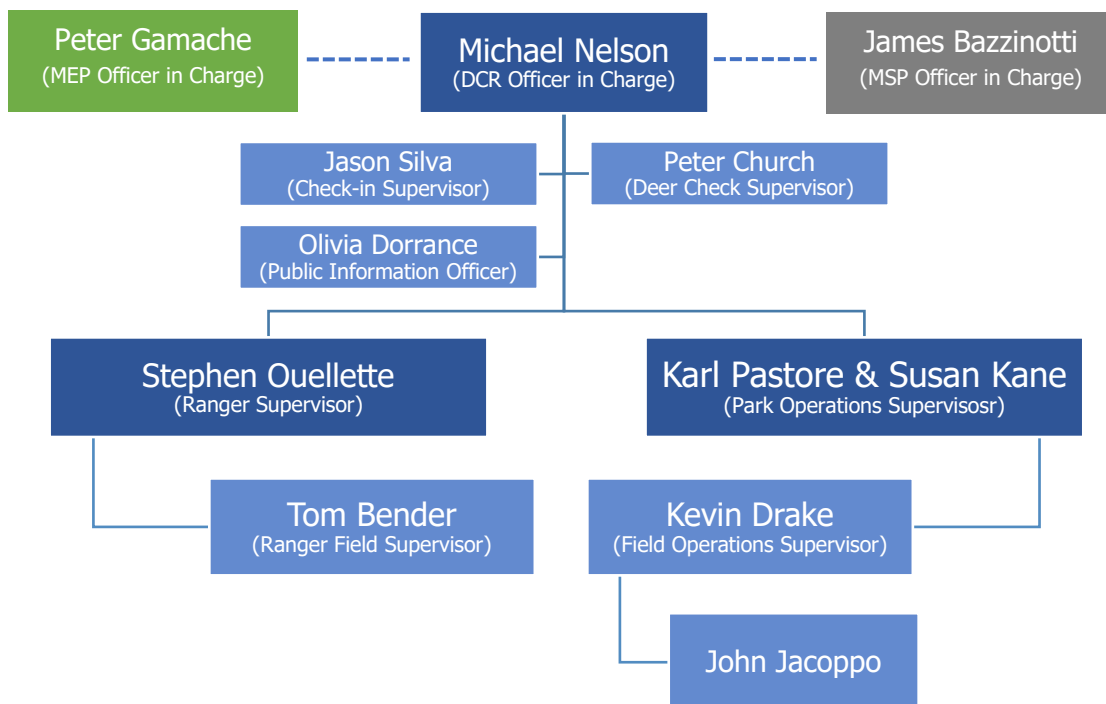 Peter Gamache
(MEP Officer in Charge)
Michael Nelson
(DCR Officer in Charge)
James Bazzinotti
(MSP Officer in Charge)
Jason Silva
(Check-in Supervisor)
Peter Church
(Deer Check Supervisor)
Olivia Dorrance
(Public Information Officer)
Stephen Ouellette
(Ranger Supervisor)
Karl Pastore & Susan Kane
(Park Operations Supervisosr)
Tom Bender
(Ranger Field Supervisor)
Kevin Drake
(Field Operations Supervisor)
John Jacoppo